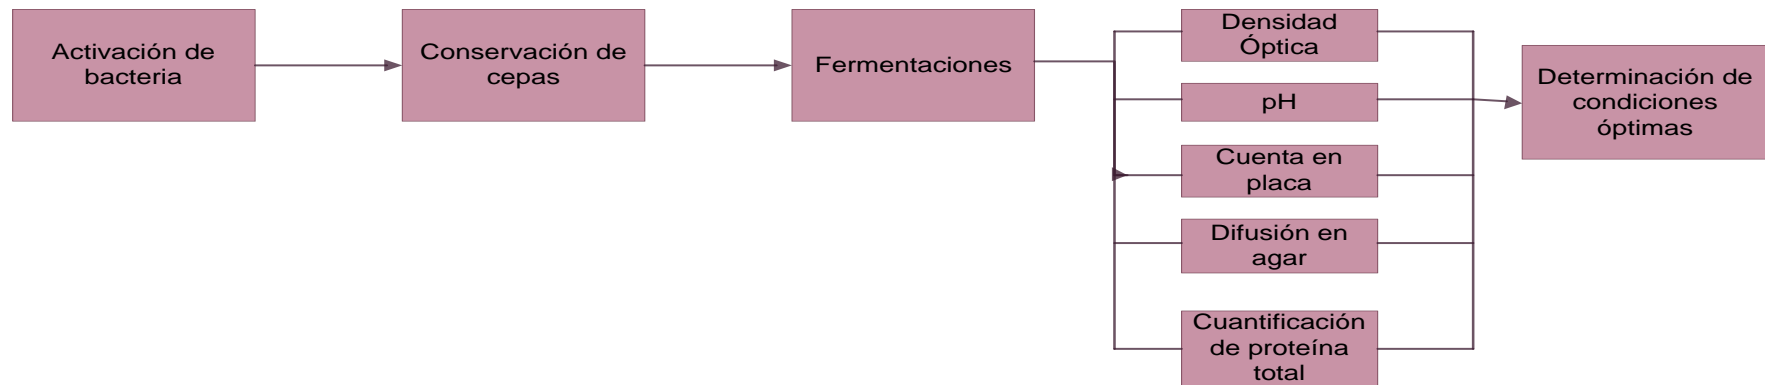 Activación de
bacteria
Conservación de
cepas
Fermentaciones
Densidad
Óptica
pH
Cuenta en
placa
Difusión en
agar
Cuantificación
de proteína
total
Determinación de
condiciones
óptimas